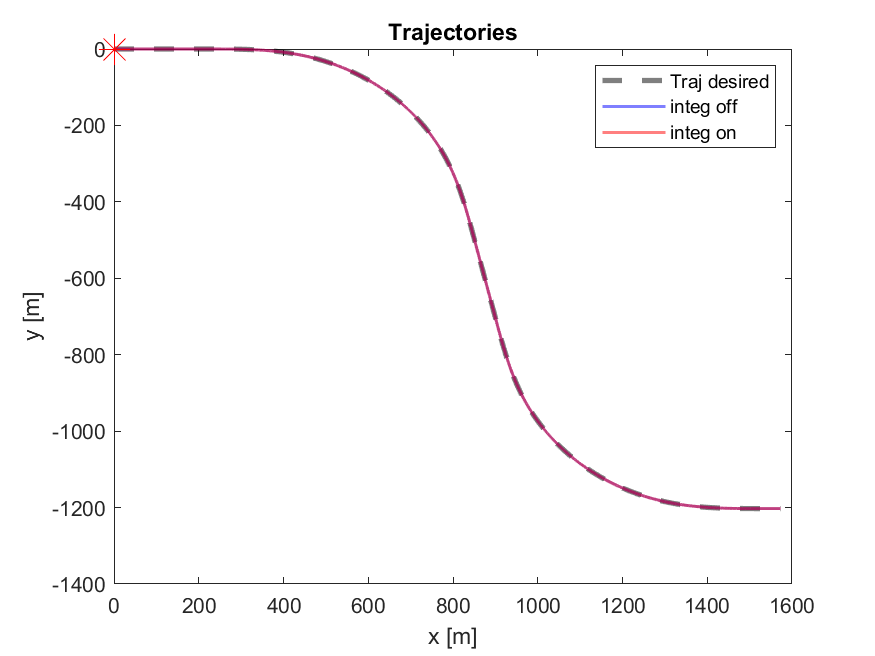 Trajectories
Traj desired
integ off
integ on
0
-200
-400
-600
-800
-1000
-1200
-1400
y [m]
0 200 400 600 800 1000 1200 1400 1600
x [m]